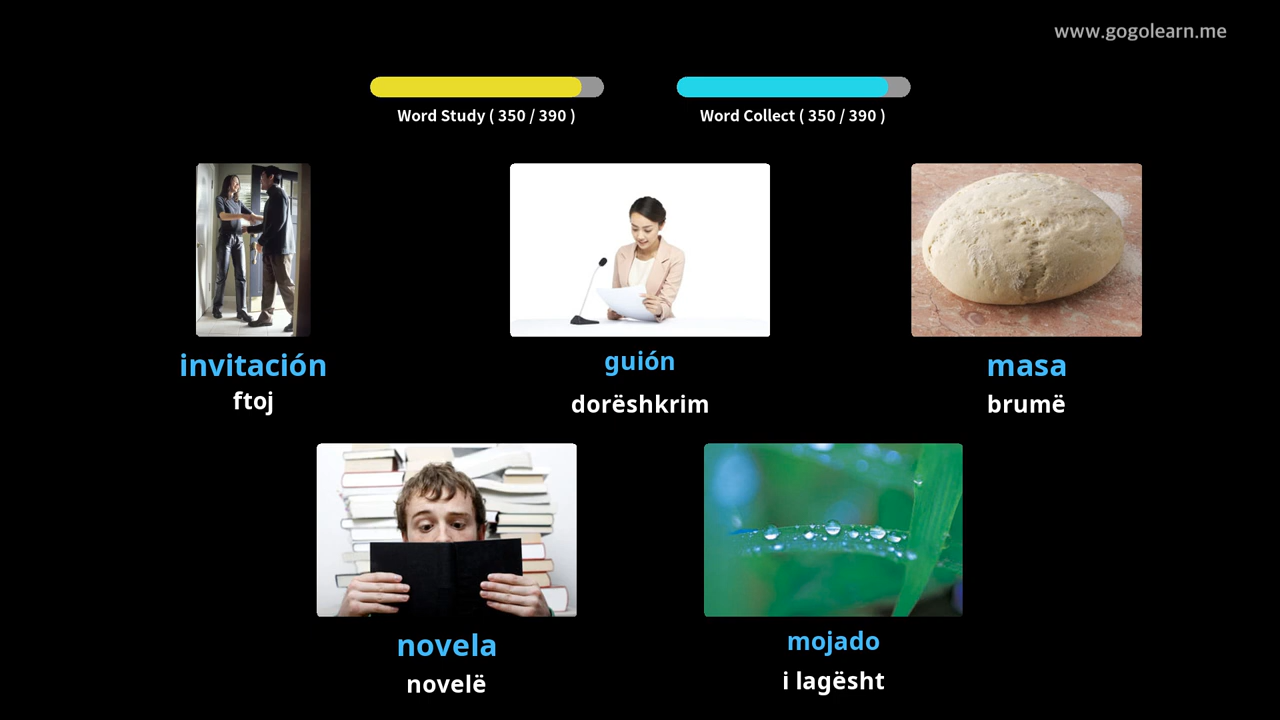 www.gogolearn.me
Word Study ( 350 / 390 )
Word Collect ( 350 / 390 )
invitación
ftoj
guión
dorëshkrim
masa
brumë
novela
novelë
mojado
i lagësht